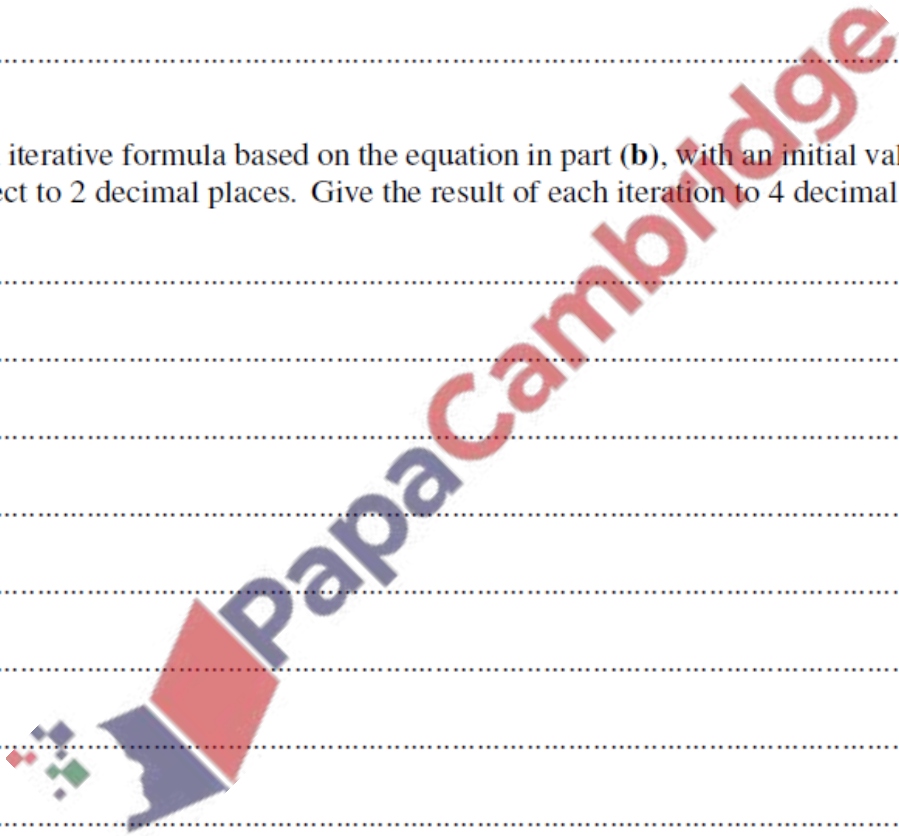 iterative formula based on the equation in part (b), with an initial val
ct to 2 decimal places. Give the result of each iteration to 4 decimal
PapaCambridge